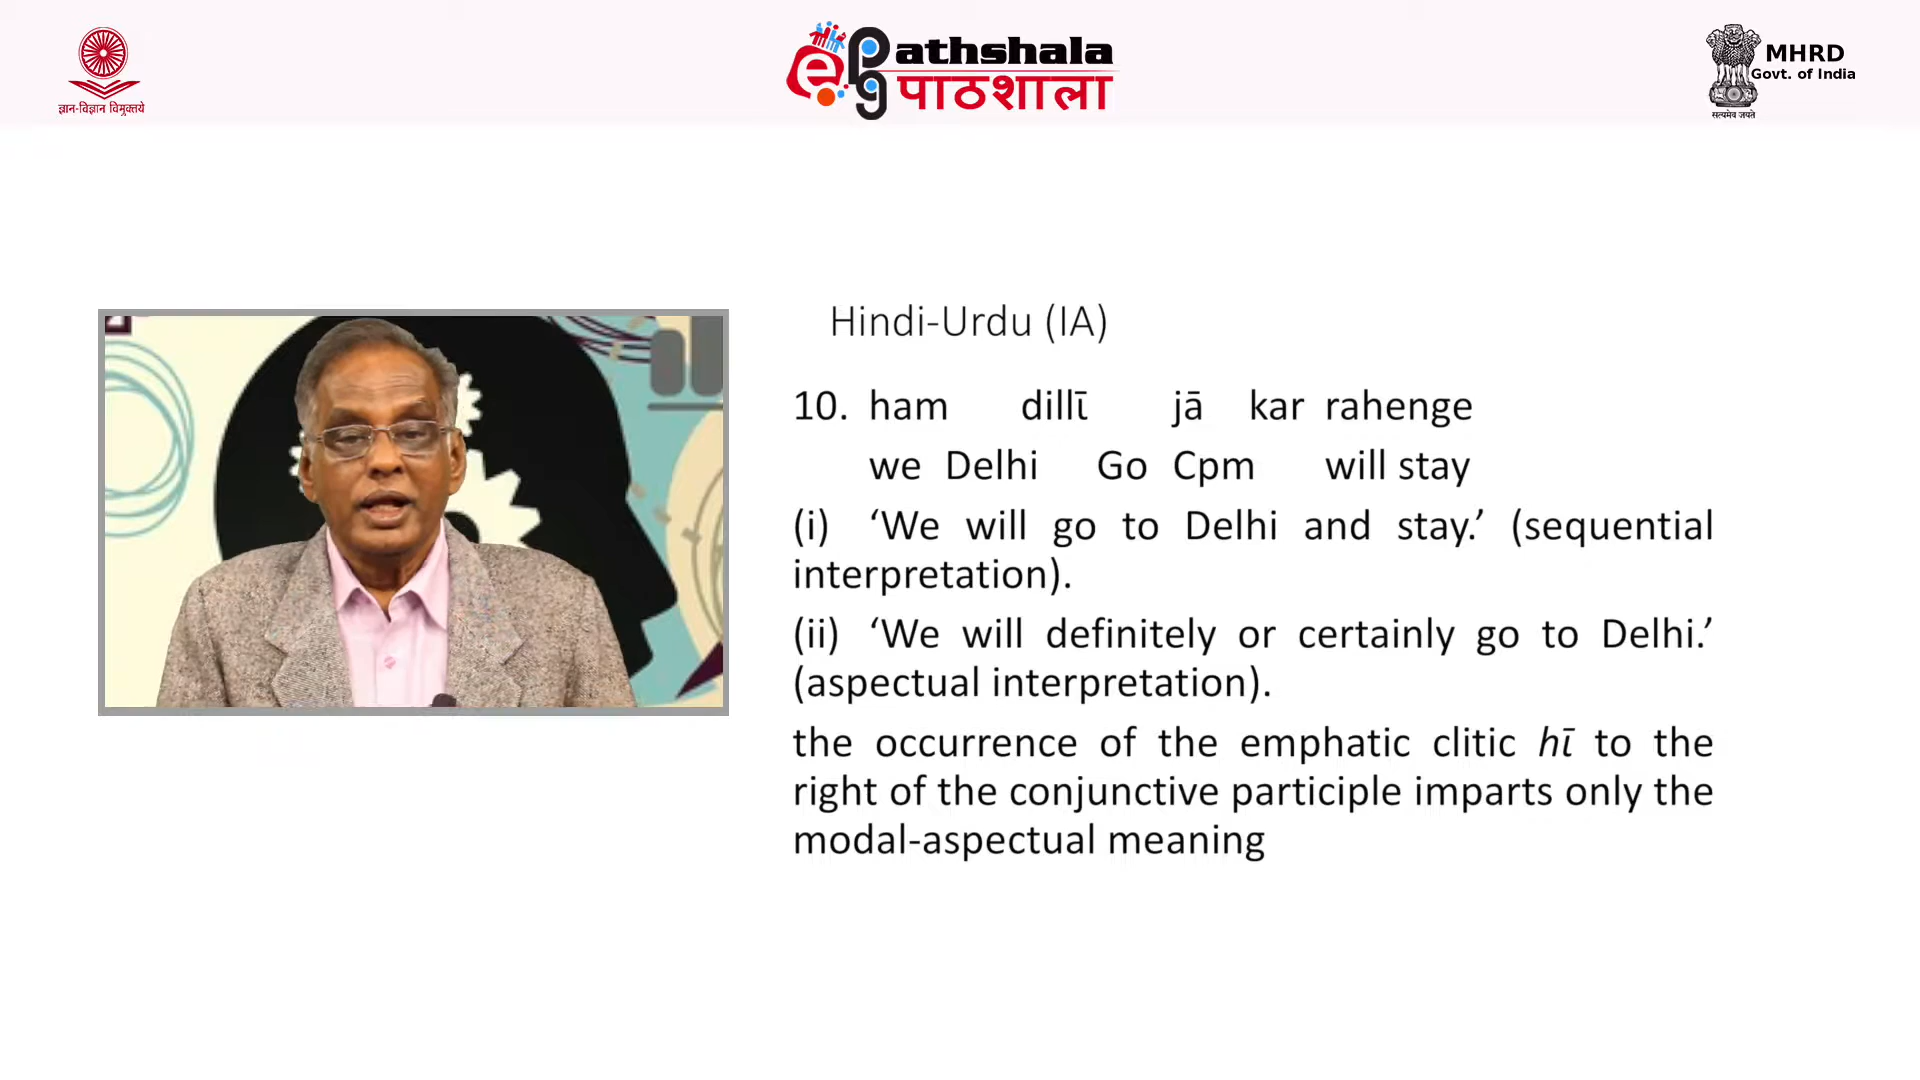 ज्ञान-विज्ञान विमुक्तये
epgathshala
पाठशाला
MHRD
Govt. of India
सत्यमेव जयते
Hindi-Urdu (IA)
10. ham dillī jā kar rahenge
we Delhi Go Cpm will stay
(i) ‘We will go to Delhi and stay.’ (sequential
interpretation).
(ii) ‘We will definitely or certainly go to Delhi.’
(aspectual interpretation).
the occurrence of the emphatic clitic hī to the
right of the conjunctive participle imparts only the
modal-aspectual meaning